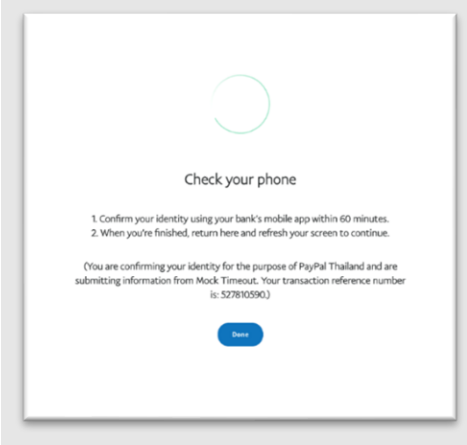 Check your phone
1. Confirm your identity using your bank's mobile app within 60 minutes.
2. When you're finished, return here and refresh your screen to continue.
(You are confirming your identity for the purpose of PayPal Thailand and are
submitting information from Mock Timeout. Your transaction reference number
is: 527810590.)
Done